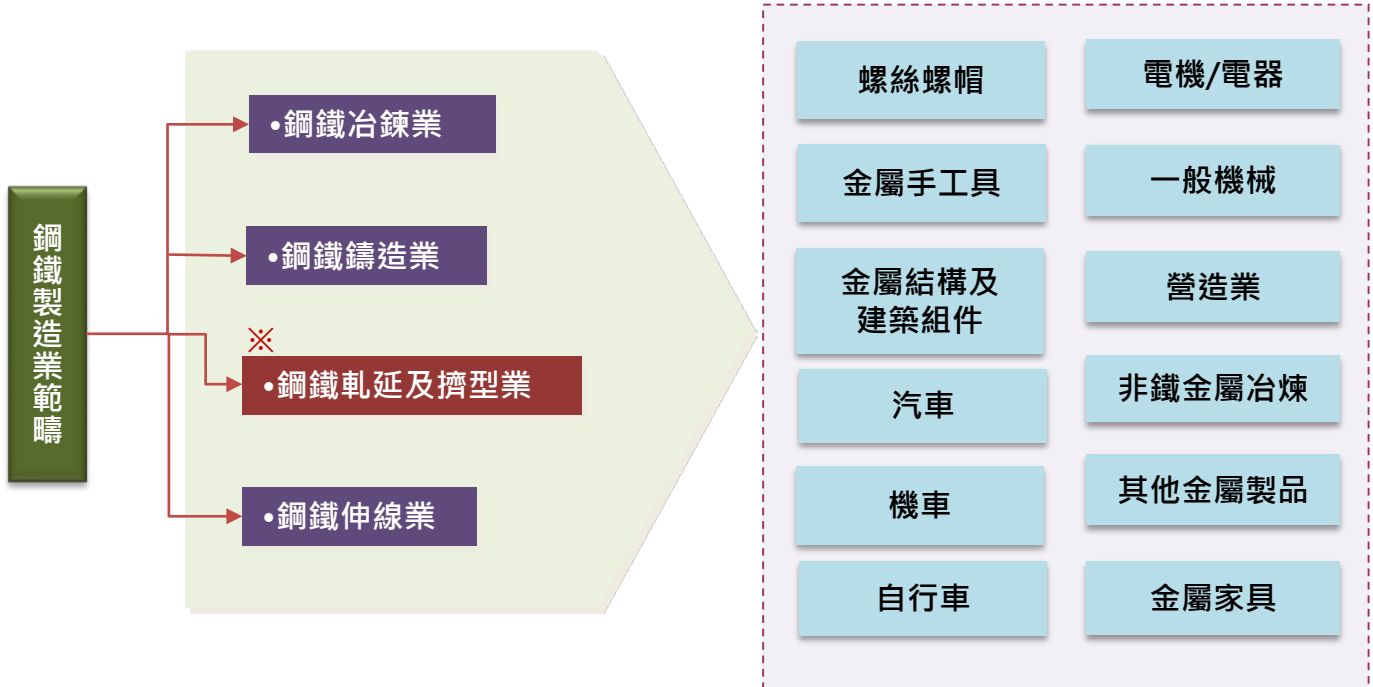 鋼鐵製造業範疇
•鋼鐵冶鍊業
•鋼鐵鑄造業
※
•鋼鐵軋延及擠型業
•鋼鐵伸線業
螺絲螺帽
金屬手工具
金屬結構及
建築組件
汽車
機車
自行車
電機/電器
一般機械
營造業
非鐵金屬冶煉
其他金屬製品
金屬家具